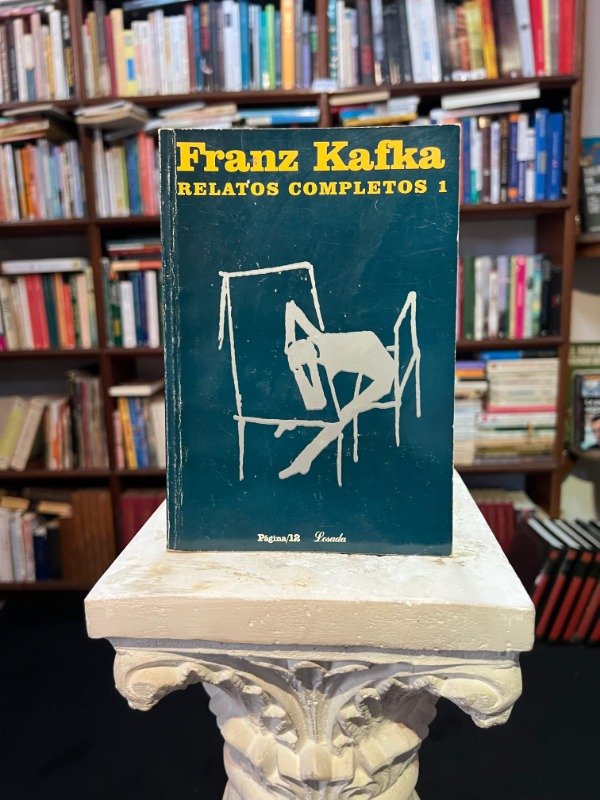 Franz Kafka
RELATOS COMPLETOS 1
Página/12 Losada